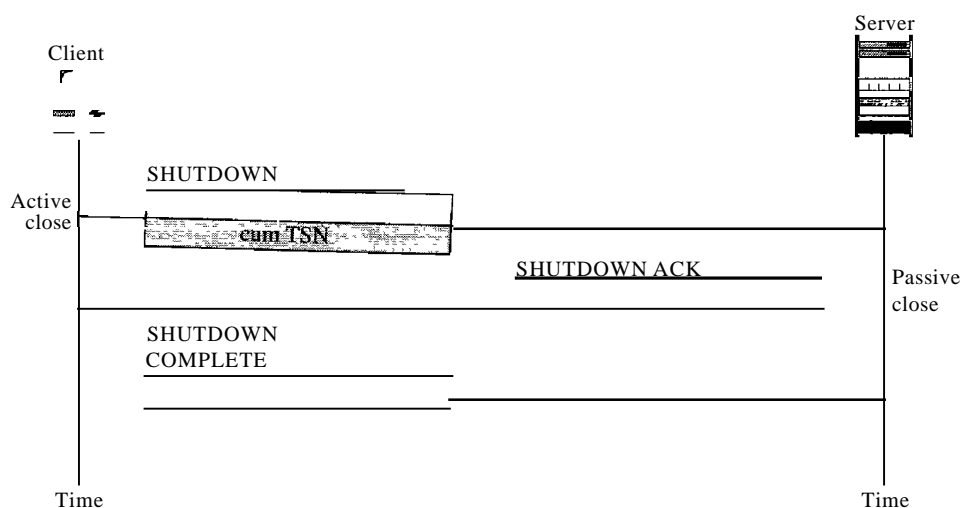 Server
Client
SHUTDOWN
Active
close
cum TSN
SHUTDOWN ACK
Passive
close
SHUTDOWN
COMPLETE
Time
Time